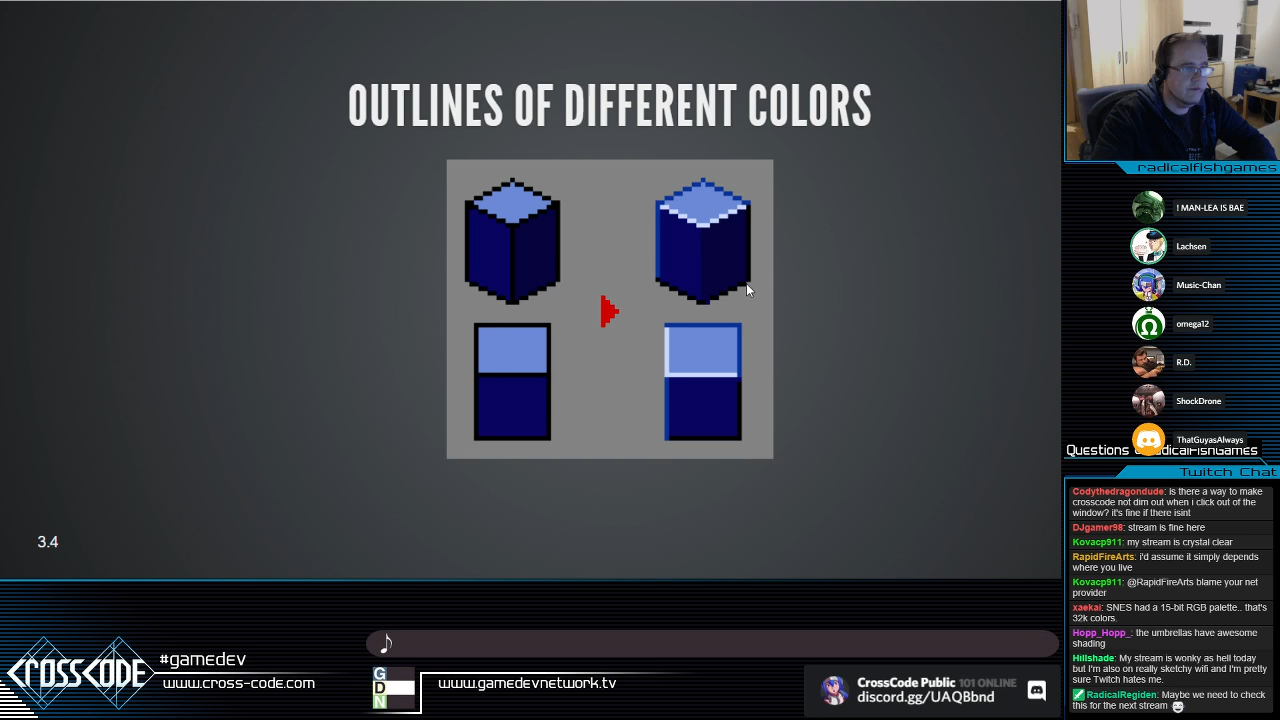 OUTLINES OF DIFFERENT COLORS
3.4
radicalfishgames
! MAN-LEA IS BAE
Lachsen
Music-Chan
omega12
R.D.
ShockDrone
ThatGuyasAlways
Questions @RadicalFishGames
Twitch Chat
Codythedragondude: is there a way to make
crosscode not dim out when i click out of the
window? it's fine if there isint
DJgamer98: stream is fine here
Kovacp911: my stream is crystal clear
RapidFireArts: i'd assume it simply depends
where you live
Kovacp911: @RapidFireArts blame your net
provider
xaekai: SNES had a 15-bit RGB palette.. that's
32k colors.
Hopp_Hopp_: the umbrellas have awesome
shading
Hillshade: My stream is wonky as hell today
but I'm also on really sketchy wifi and I'm pretty
sure Twitch hates me.
RadicalRegiden: Maybe we need to check
this for the next stream
CROSSCODE
#gamedev
www.cross-code.com
G
D
N
www.gamedevnetwork.tv
CrossCode Public 101 ONLINE
discord.gg/UAQBbnd